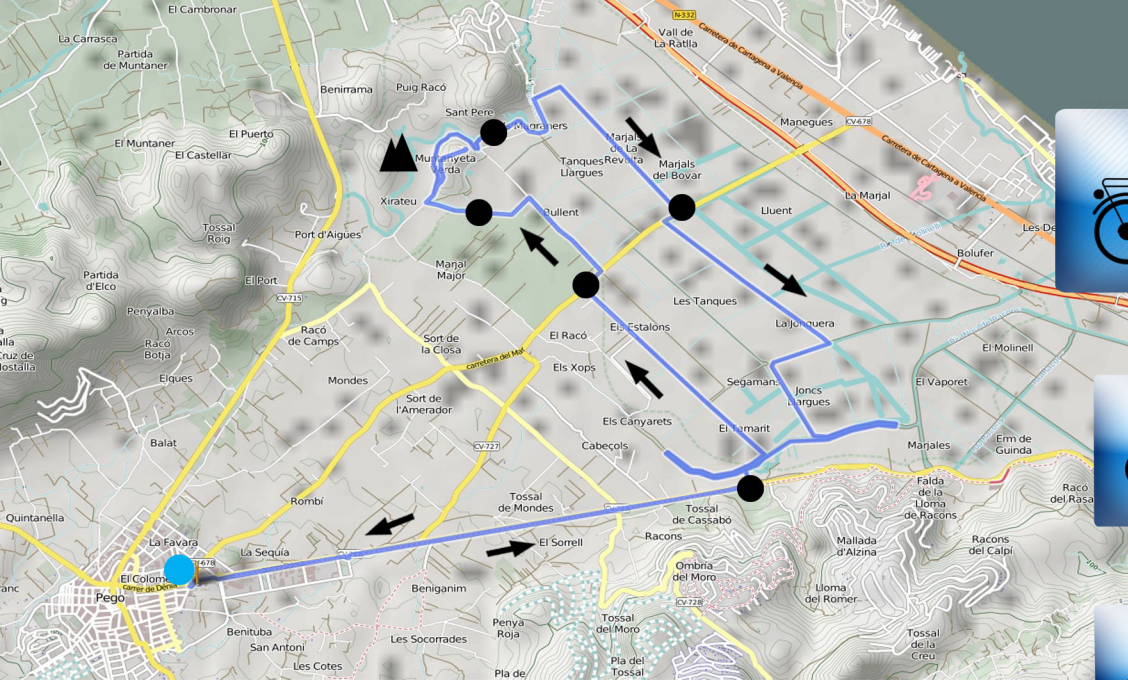 El Cambronar
N-332
La Carrasca
Vall de
La Ratlla
Carretera de Cartagena a Valencia
Partida
de Muntaner
Benirrama
Puig Racó
Sant Pere
Manegues
CV-678
El Puerto
El Muntaner
El Castellar
Marjals
de La
Revolta
Carretera de Cartagena a Valencia
Muntanyeta
Verda
Tanques
Llargues
Marjals
del Bovar
Xirateu
La Marjal
Bullent
Lluent
Tossal
Roig
Port d'Aigües
Bolufer
Partida
d'Elco
El Port
Marjal
Major
CV-715
Les Tanques
Penyalba
Arcos
Racó
de Camps
Racó
Botja
Sort de
la Closa
El Racó
Els Estalons
La Jonquera
El Molinell
carretera del Mar
Elques
Mondes
Els Xops
Segamans
El Vaporet
Sort de
l'Amerador
Joncs
Llargues
Els Canyarets
El Tamarit
Balat
CV-727
Cabeçols
Marjales
Erm de
Guinda
Rombí
Tossal
de Mondes
Falda
de la
Lloma
de Racons
Racó
del Rasa
Quintanella
Tossal
de Cassabó
La Favara
El Sorrell
Racons
Mallada
d'Alzina
Racons
del Calpí
La Sequía
El Colomer
Carrer de Dénia
Ombria
del Moro
Pego
Beniganim
CV-728
Lloma
del Romer
Benituba
Penya
Roja
Tossal
del Moro
San Antoni
Les Socorrades
Tossal
de la
Creu
Les Cotes
Pla de
Pla del
Tossal